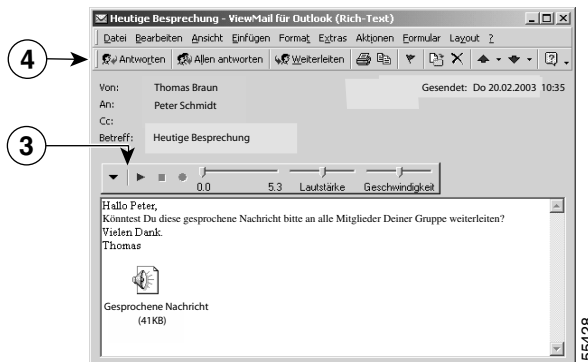 Heutige Besprechung - ViewMail für Outlook (Rich-Text)
Datei Bearbeiten Ansicht Einfügen Format Extras Aktionen Formular Layout ?
4
Antworten Allen antworten Weiterleiten
Von: Thomas Braun Gesendet: Do 20.02.2003 10:35
An: Peter Schmidt
Cc:
Betreff: Heutige Besprechung
3
0.0 5.3 Lautstärke Geschwindigkeit
Hallo Peter,
Könntest Du diese gesprochene Nachricht bitte an alle Mitglieder Deiner Gruppe weiterleiten?
Vielen Dank.
Thomas
Gesprochene Nachricht
(41KB)